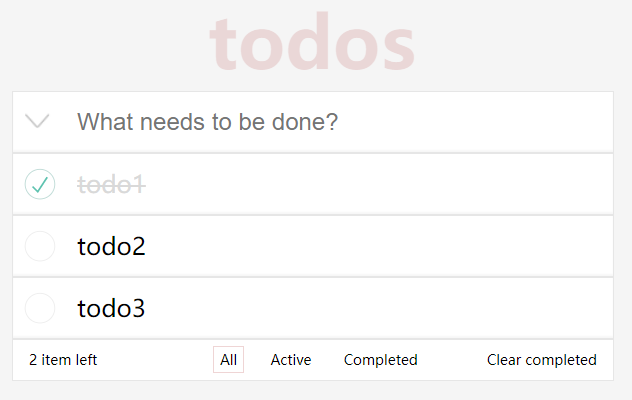 todos
What needs to be done?
todo1
todo2
todo3
2 item left All Active Completed Clear completed